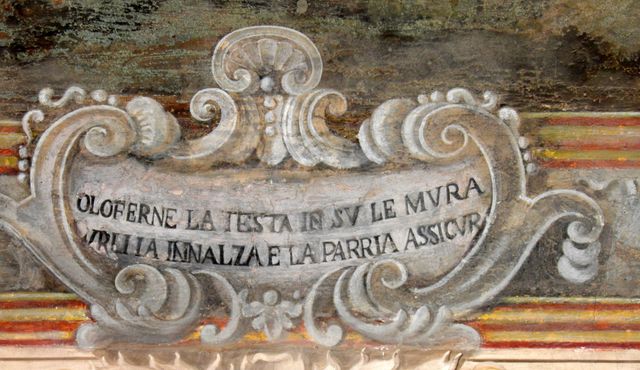 OLOFERNE LA TESTA IN SV LE MVRA
INNALZA E LA PARRIA ASSICVR